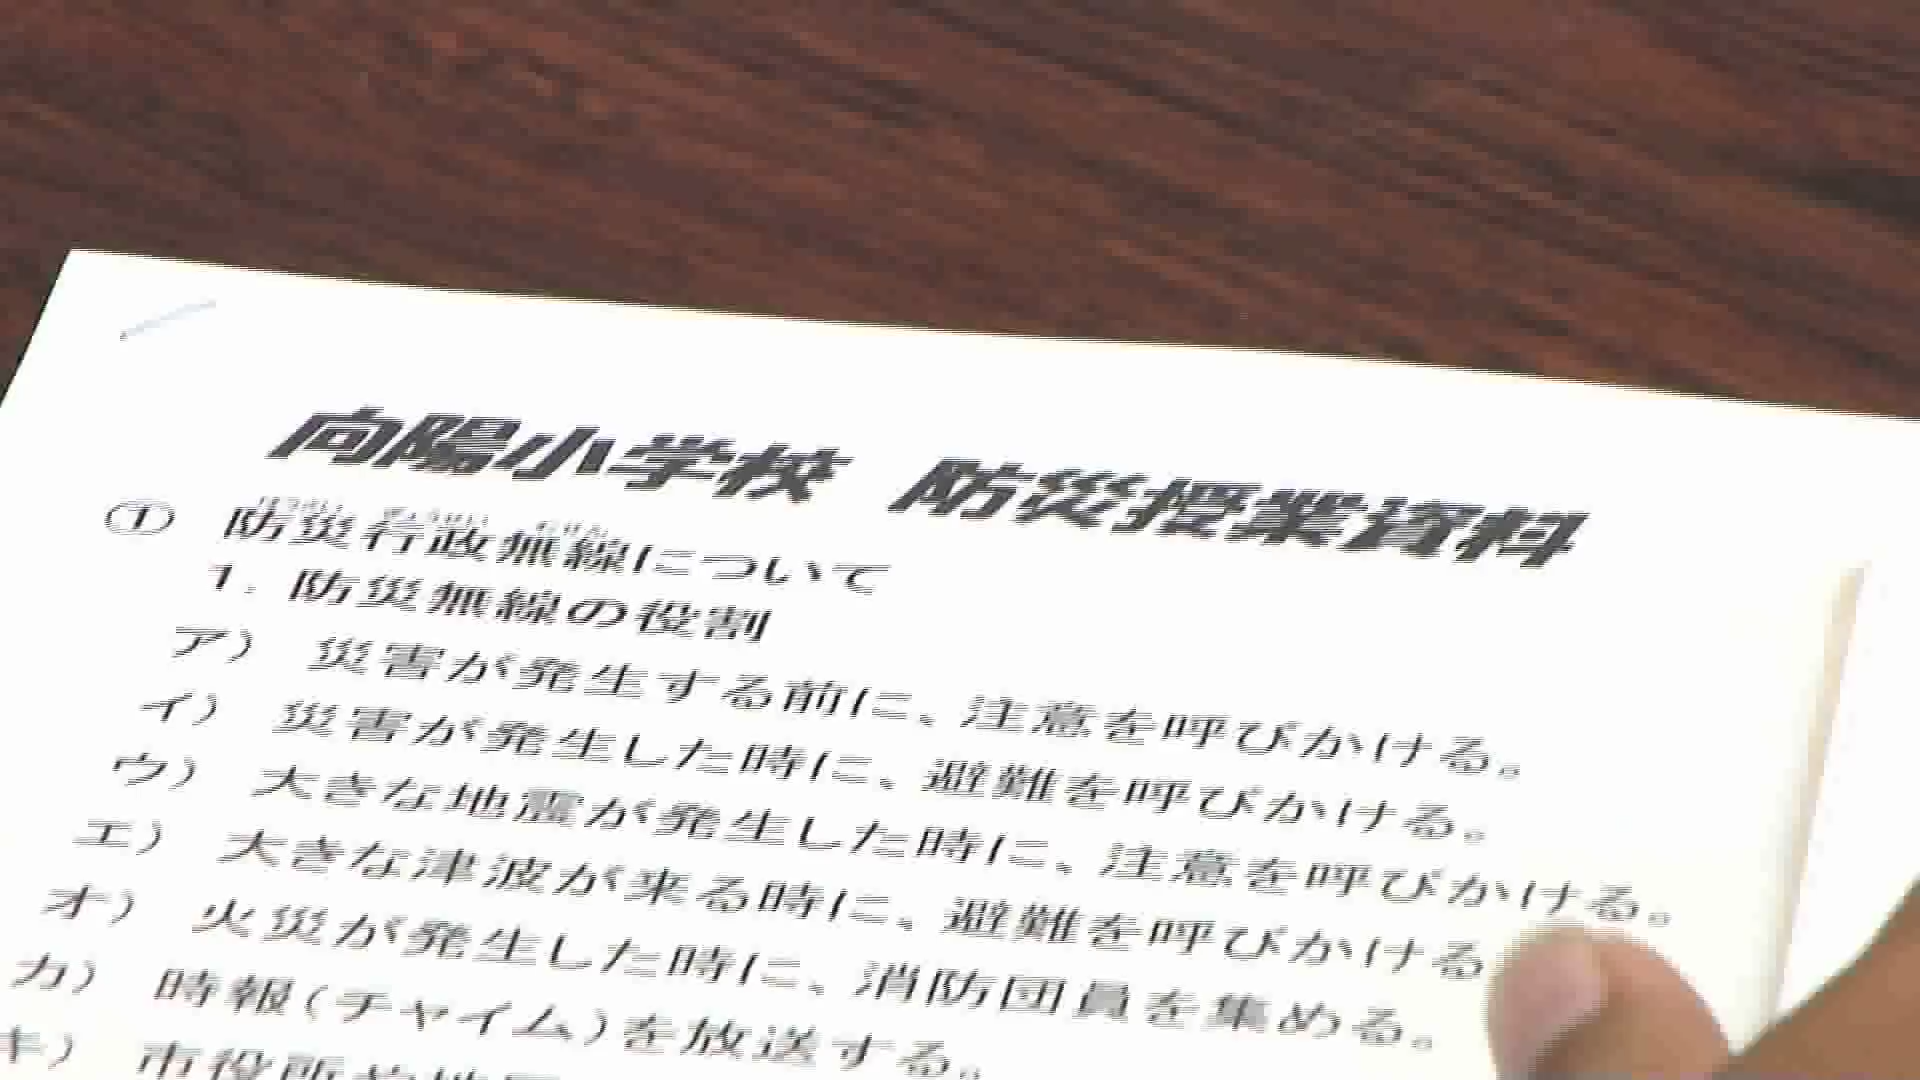 向陽小学校 防災授業資料
① 防災行政無線について
1. 防災無線の役割
ア) 災害が発生する前に、注意を呼びかける。
イ) 災害が発生した時に、避難を呼びかける。
ウ) 大きな地震が発生した時に、注意を呼びかける。
エ) 大きな津波が来る時に、避難を呼びかける
オ) 火災が発生した時に、消防団員を集める。
カ) 時報(チャイム)を放送する。
キ) 市役所